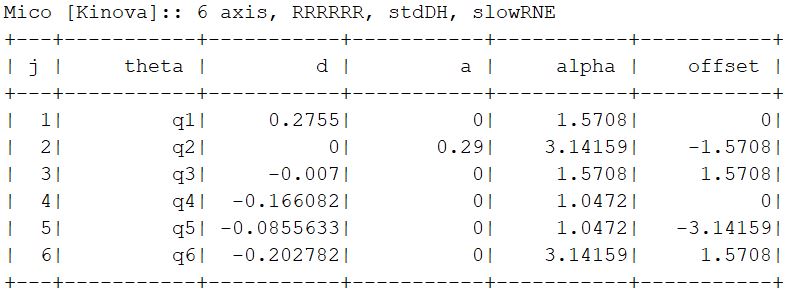 Mico [Kinova]:: 6 axis, RRRRRR, stdDH, slowRNE
+---+-----------+-----------+-----------+-----------+-----------+
| j |     theta |         d |         a |     alpha |    offset |
+---+-----------+-----------+-----------+-----------+-----------+
|  1|         q1|     0.2755|          0|     1.5708|          0|
|  2|         q2|          0|       0.29|    3.14159|    -1.5708|
|  3|         q3|     -0.007|          0|     1.5708|     1.5708|
|  4|         q4|  -0.166082|          0|     1.0472|          0|
|  5|         q5| -0.0855633|          0|     1.0472|   -3.14159|
|  6|         q6|  -0.202782|          0|    3.14159|     1.5708|
+---+-----------+-----------+-----------+-----------+-----------+